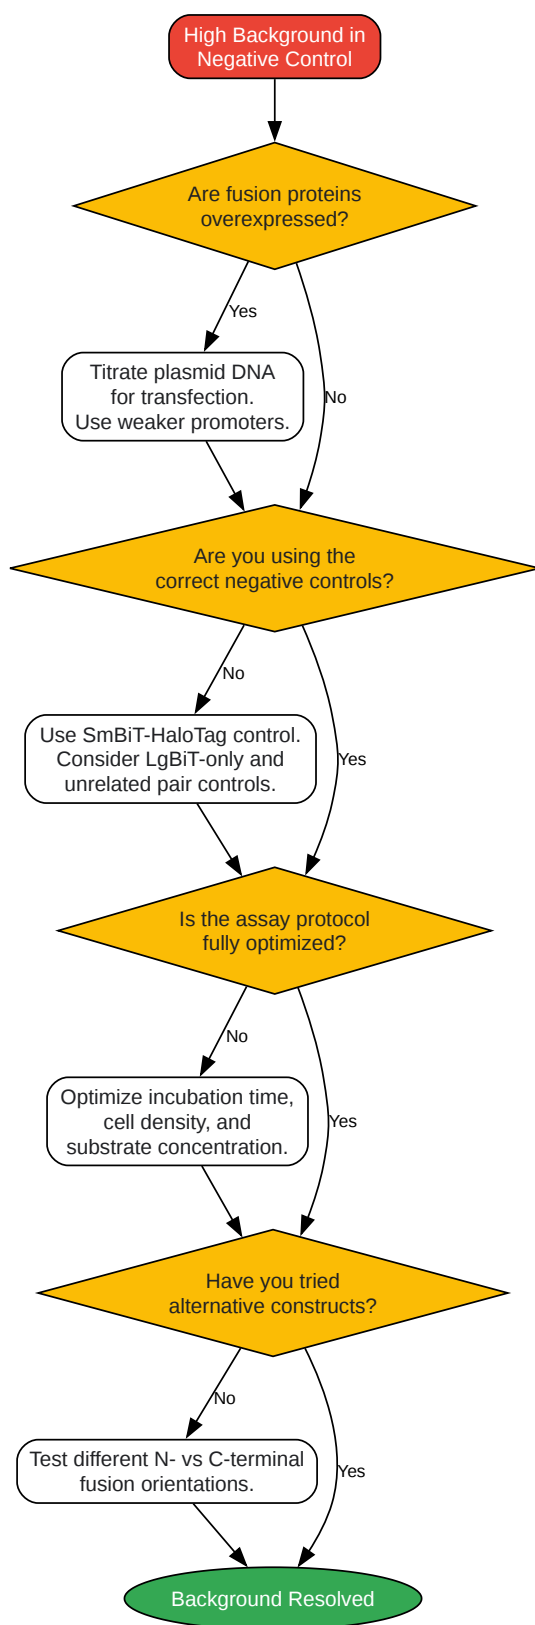 High Background in
Negative Control
Are fusion proteins
overexpressed?
Yes
Titrate plasmid DNA
for transfection.
Use weaker promoters.
No
Are you using the
correct negative controls?
No
Use SmBiT-HaloTag control.
Consider LgBiT-only and
unrelated pair controls.
Yes
Is the assay protocol
fully optimized?
No
Optimize incubation time,
cell density, and
substrate concentration.
Yes
Have you tried
alternative constructs?
No
Test different N- vs C-terminal
fusion orientations.
Yes
Background Resolved